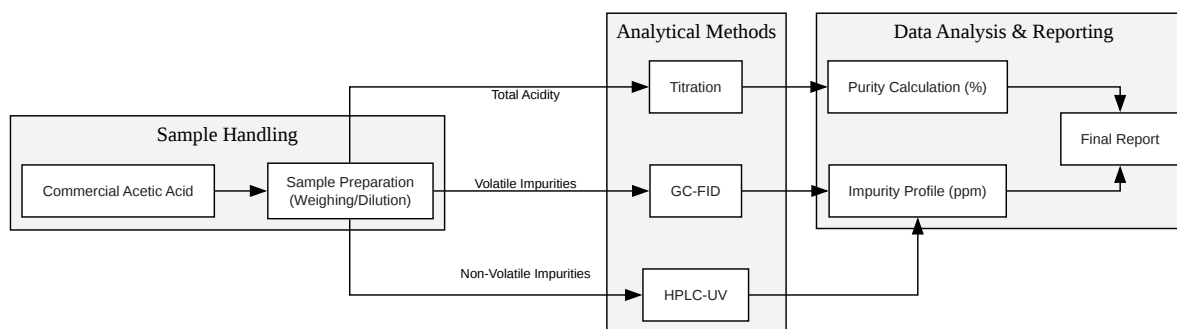 Analytical Methods
Data Analysis & Reporting
Total Acidity
Titration
Purity Calculation (%)
Sample Handling
Final Report
Commercial Acetic Acid
Sample Preparation
(Weighing/Dilution)
Volatile Impurities
GC-FID
Impurity Profile (ppm)
Non-Volatile Impurities
HPLC-UV